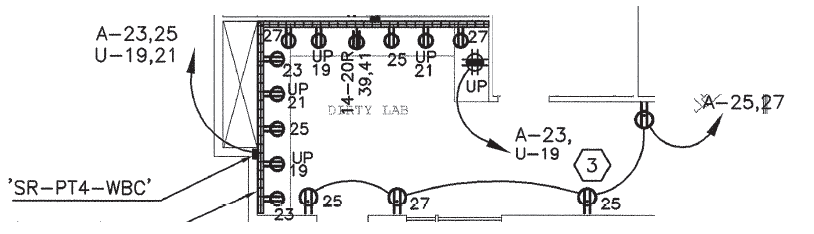 A-23,25
U-19,21
27
UP
19
14-20R
39,41
25
UP
21
27
23
UP
21
UP
DIRTY LAB
25
A-25,27
A-23,
U-19
UP
19
3
'SR-PT4-WBC'
23
25
27
25